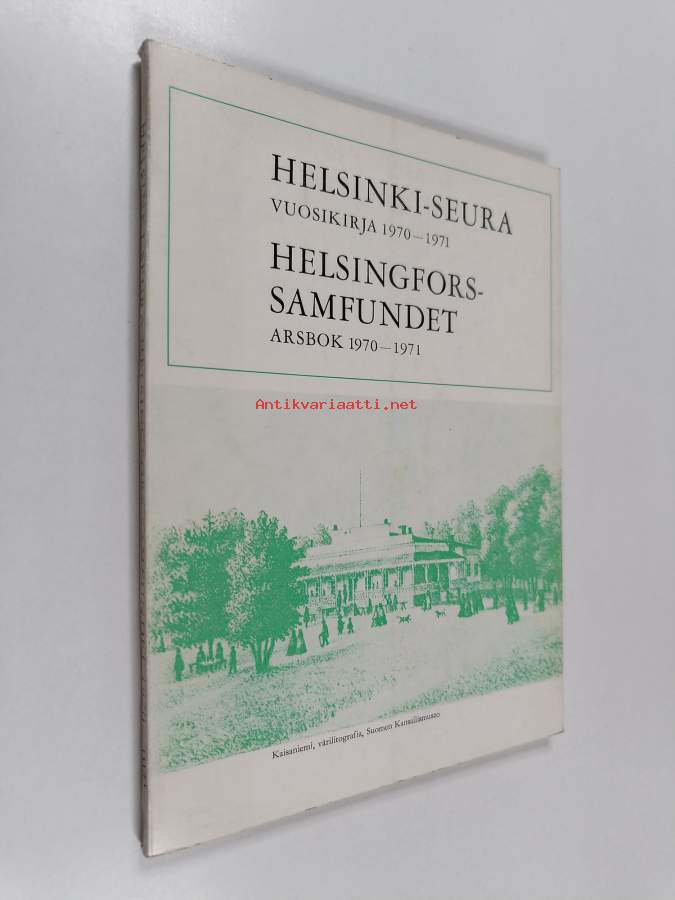 HELSINKI-SEURA
VUOSIKIRJA 1970—1971
HELSINGFORS-
SAMFUNDET
ARSBOK 1970—1971
Antikvariaatti.net
Kaisaniemi, värilitografia, Suomen Kansallismuseo